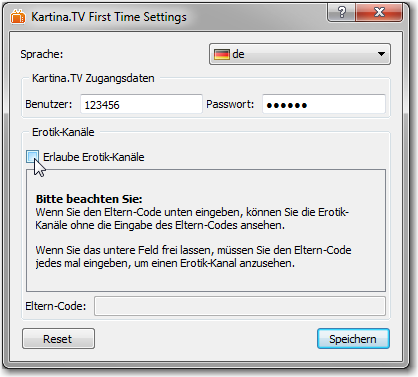 Kartina.TV First Time Settings
Sprache: de
Kartina.TV Zugangsdaten
Benutzer: 123456 Passwort: ●●●●●●
Erotik-Kanäle
Erlaube Erotik-Kanäle
Bitte beachten Sie:
Wenn Sie den Eltern-Code unten eingeben, können Sie die Erotik-
Kanäle ohne die Eingabe des Eltern-Codes ansehen.
Wenn Sie das untere Feld frei lassen, müssen Sie den Eltern-Code
jedes mal eingeben, um einen Erotik-Kanal anzusehen.
Eltern-Code:
Reset Speichern